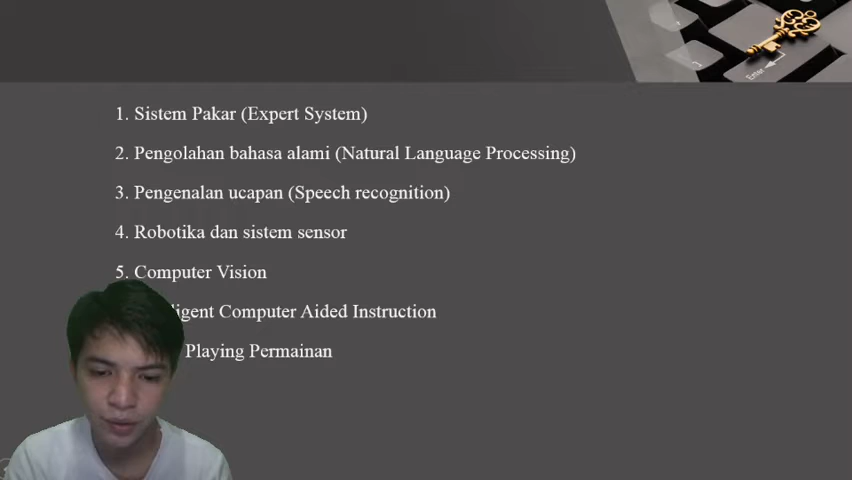 1. Sistem Pakar (Expert System)
2. Pengolahan bahasa alami (Natural Language Processing)
3. Pengenalan ucapan (Speech recognition)
4. Robotika dan sistem sensor
5. Computer Vision
Computer Aided Instruction
Playing Permainan
Enter